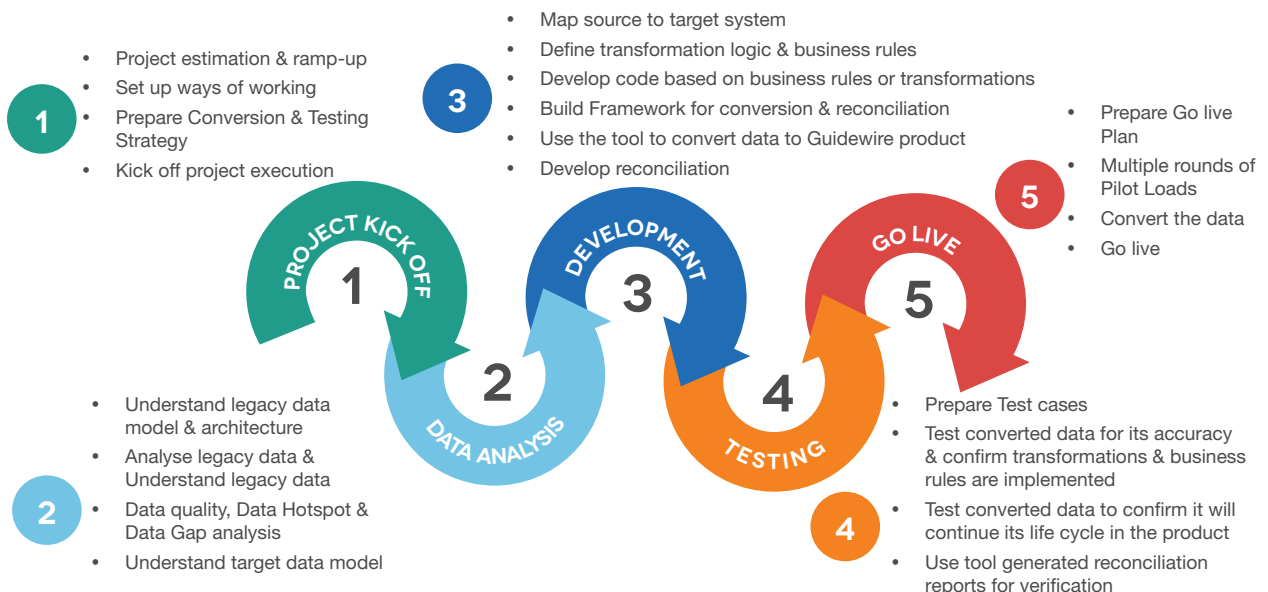 1
• Project estimation & ramp-up
• Set up ways of working
• Prepare Conversion & Testing
Strategy
• Kick off project execution
3
• Map source to target system
• Define transformation logic & business rules
• Develop code based on business rules or transformations
• Build Framework for conversion & reconciliation
• Use the tool to convert data to Guidewire product
• Develop reconciliation
5
• Prepare Go live
Plan
• Multiple rounds of
Pilot Loads
• Convert the data
• Go live
PROJECT KICK OFF
1
DATA ANALYSIS
2
DEVELOPMENT
3
TESTING
4
GO LIVE
5
2
• Understand legacy data
model & architecture
• Analyse legacy data &
Understand legacy data
• Data quality, Data Hotspot &
Data Gap analysis
• Understand target data model
4
• Prepare Test cases
• Test converted data for its accuracy
& confirm transformations & business
rules are implemented
• Test converted data to confirm it will
continue its life cycle in the product
• Use tool generated reconciliation
reports for verification